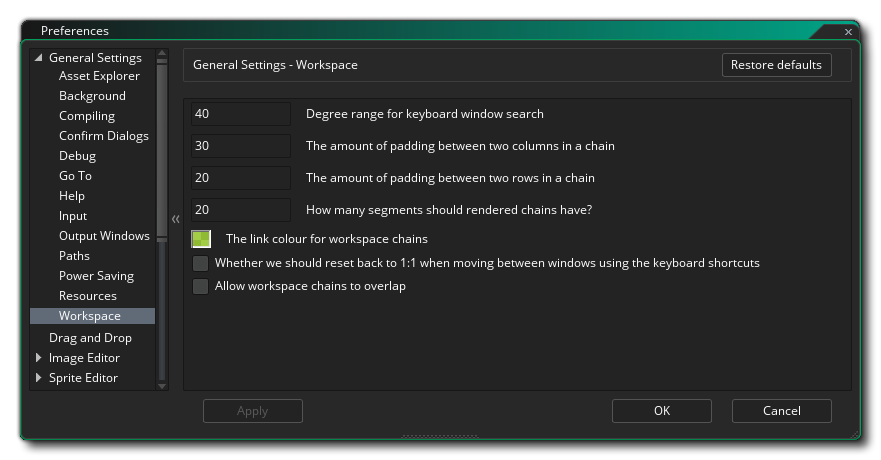 Preferences
General Settings
Asset Explorer
Background
Compiling
Confirm Dialogs
Debug
Go To
Help
Input
Output Windows
Paths
Power Saving
Resources
Workspace
Drag and Drop
Image Editor
Sprite Editor
General Settings - Workspace
Restore defaults
40 Degree range for keyboard window search
30 The amount of padding between two columns in a chain
20 The amount of padding between two rows in a chain
20 How many segments should rendered chains have?
The link colour for workspace chains
Whether we should reset back to 1:1 when moving between windows using the keyboard shortcuts
Allow workspace chains to overlap
Apply
OK
Cancel